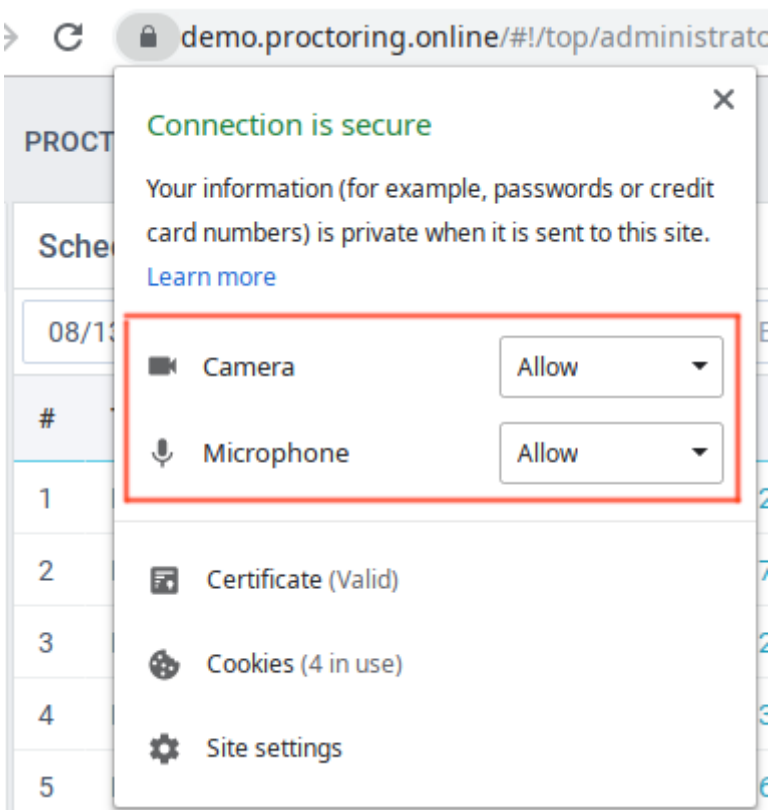 demo.proctoring.online/#!/top/administrato
PROCT
Connection is secure
Your information (for example, passwords or credit
card numbers) is private when it is sent to this site.
Learn more
Sche
08/13
Camera Allow
#
Microphone Allow
1
2
Certificate (Valid)
3
Cookies (4 in use)
4
Site settings
5